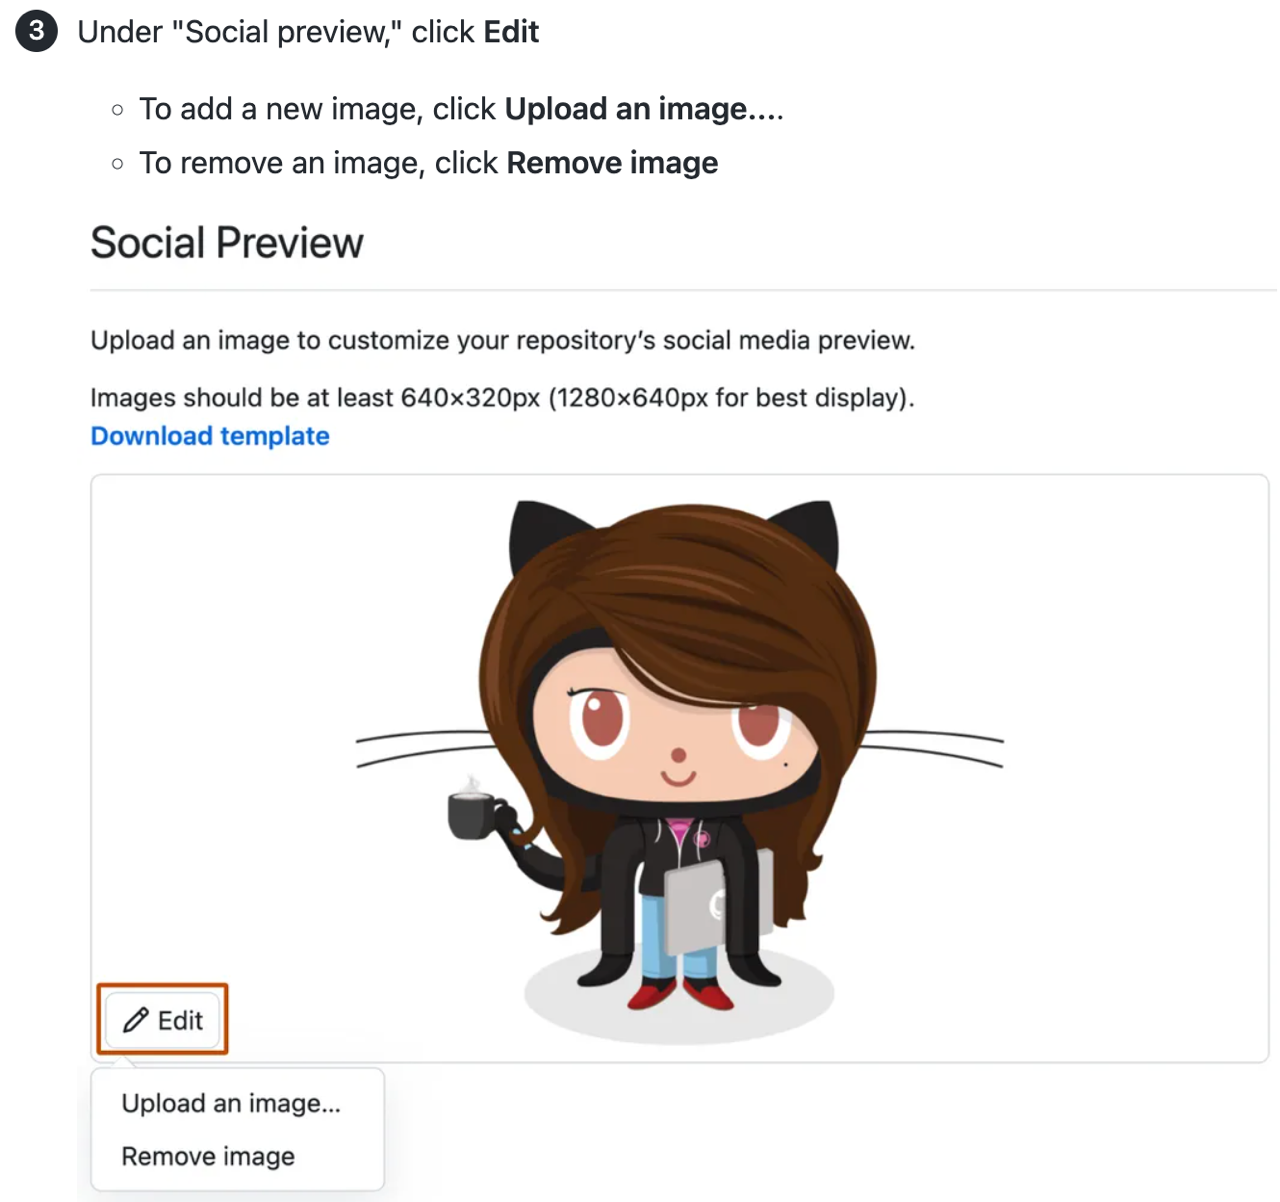 3 Under "Social preview," click Edit
To add a new image, click Upload an image....
To remove an image, click Remove image
Social Preview
Upload an image to customize your repository’s social media preview.
Images should be at least 640×320px (1280×640px for best display).
Download template
Edit
Upload an image...
Remove image